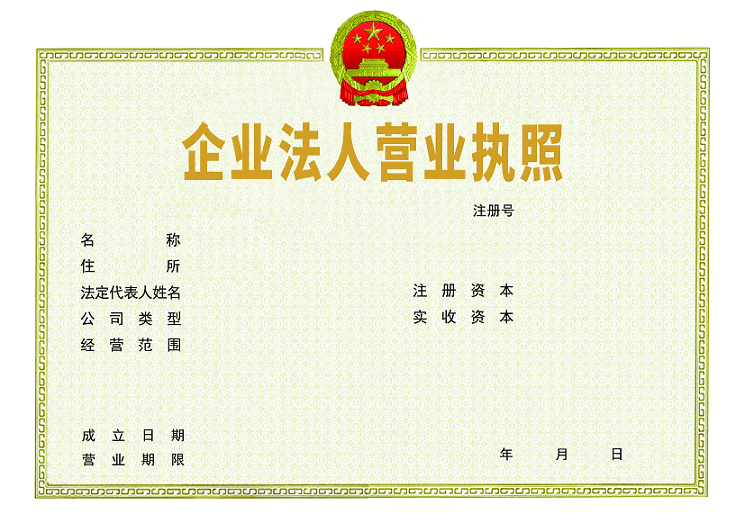 企业法人营业执照
注册号
名 称
住 所
法定代表人姓名
注 册 资 本
公 司 类 型
实 收 资 本
经 营 范 围
成 立 日 期
年 月 日
营 业 期 限